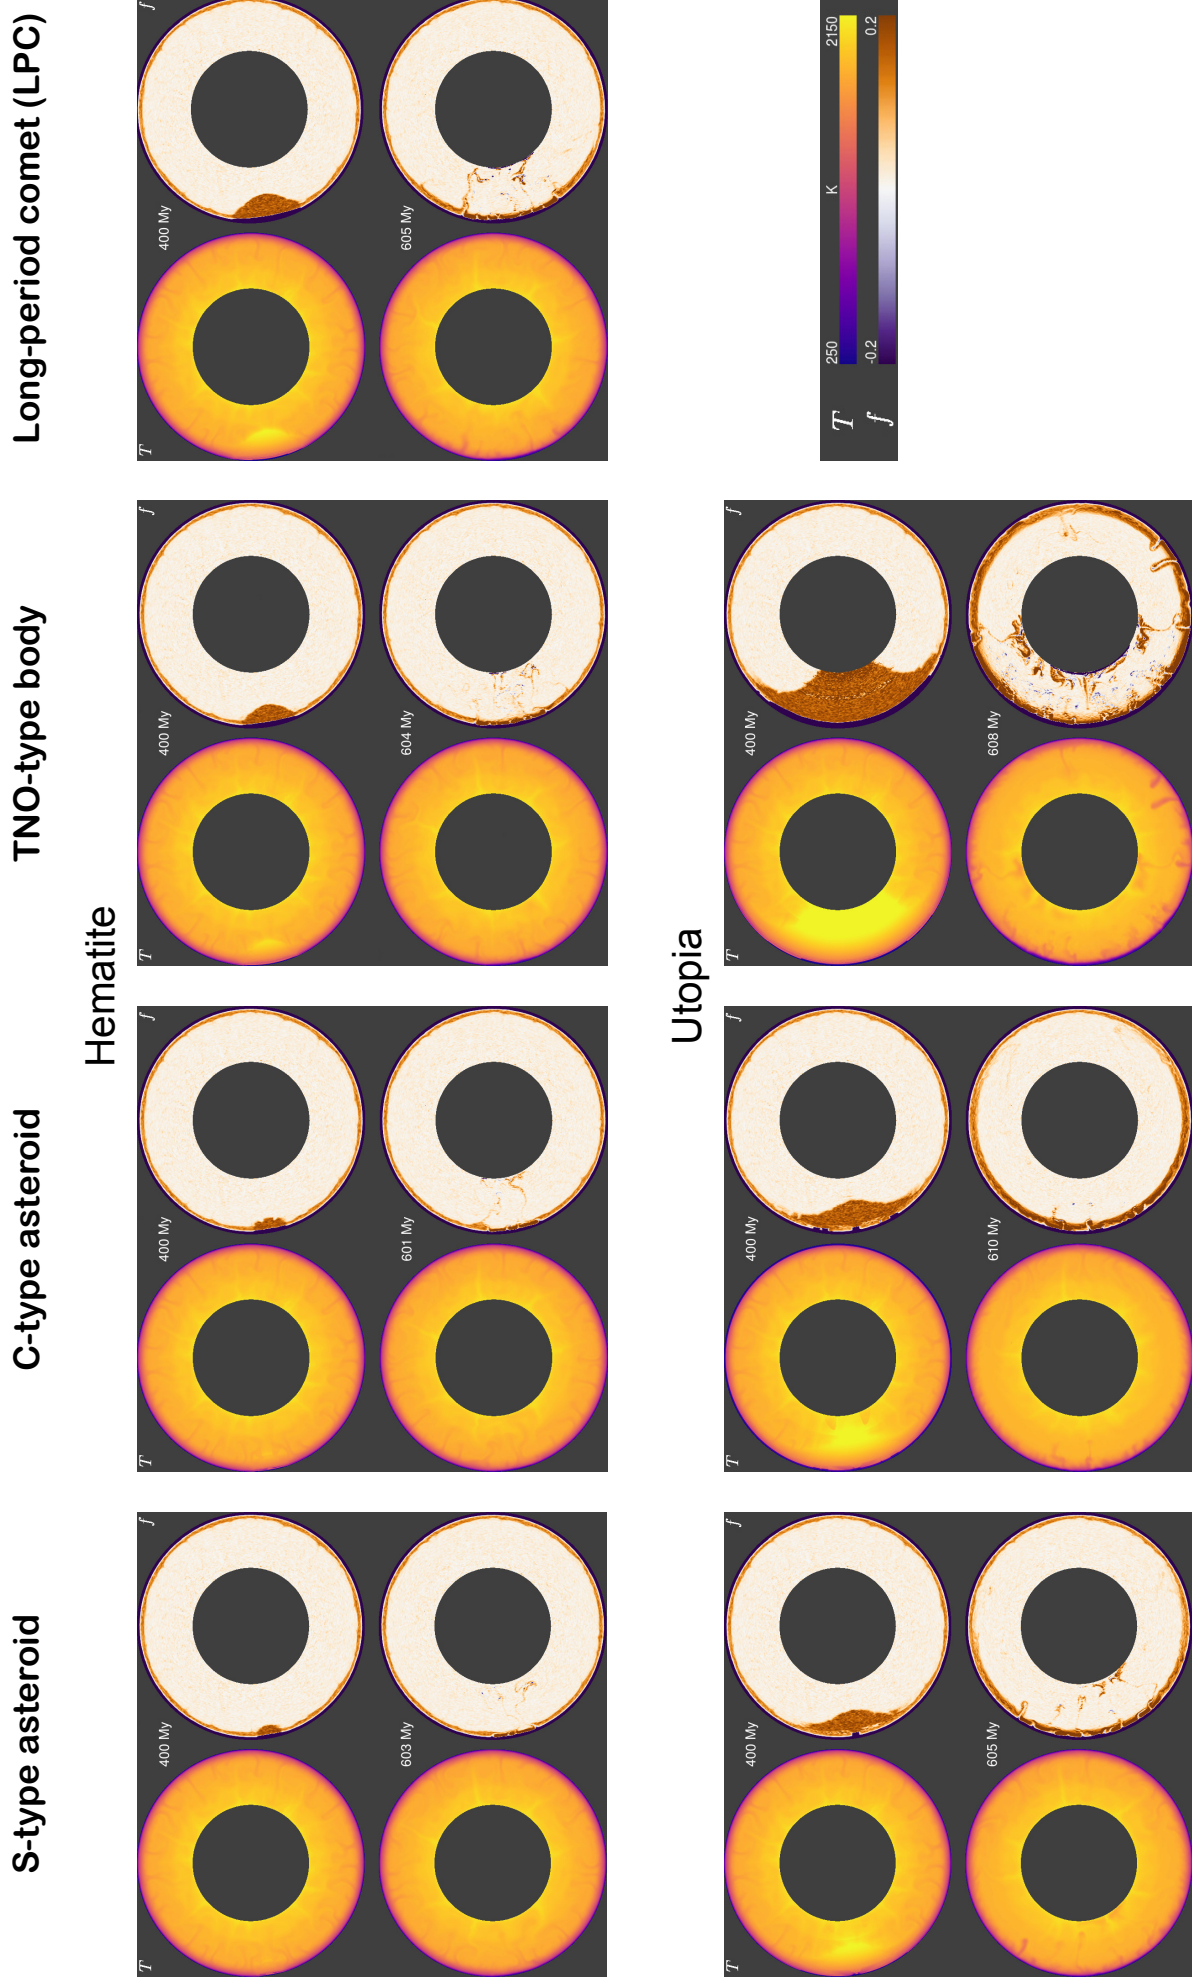 S-type asteroid
C-type asteroid
TNO-type body
Long-period comet (LPC)
Hematite
T
400 My
f
T
400 My
f
T
400 My
f
T
400 My
f
603 My
601 My
604 My
605 My
Utopia
T
400 My
f
T
400 My
f
T
400 My
f
605 My
610 My
608 My
T
250
K
2150
f
-0.2
0.2